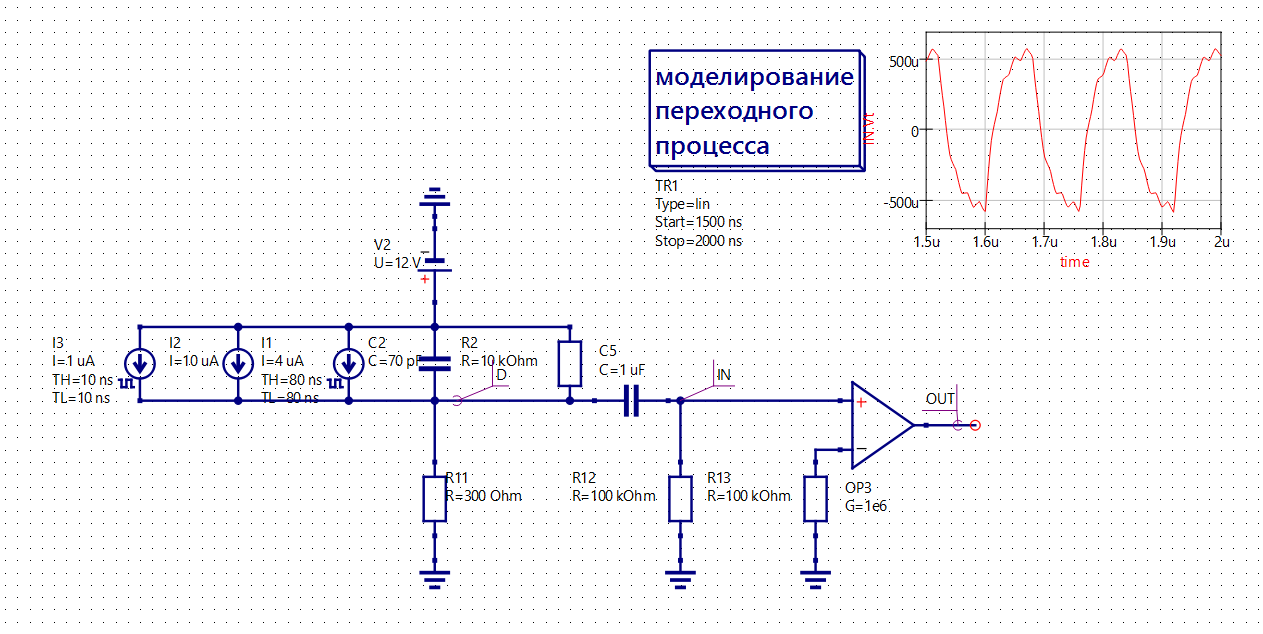 моделирование
переходного
процесса
TR1
Type=lin
Start=1500 ns
Stop=2000 ns
IN.Vt
500u
0
-500u
1.5u 1.6u 1.7u 1.8u 1.9u 2u
time
V2
U=12 V
−
+
I3
I=1 uA
TH=10 ns
TL=10 ns
I2
I=10 uA
I1
I=4 uA
TH=80 ns
TL=80 ns
C2
C=70 pF
R2
R=10 kOhm
D
C5
C=1 uF
IN
OUT
+
−
R11
R=300 Ohm
R12
R=100 kOhm
R13
R=100 kOhm
OP3
G=1e6